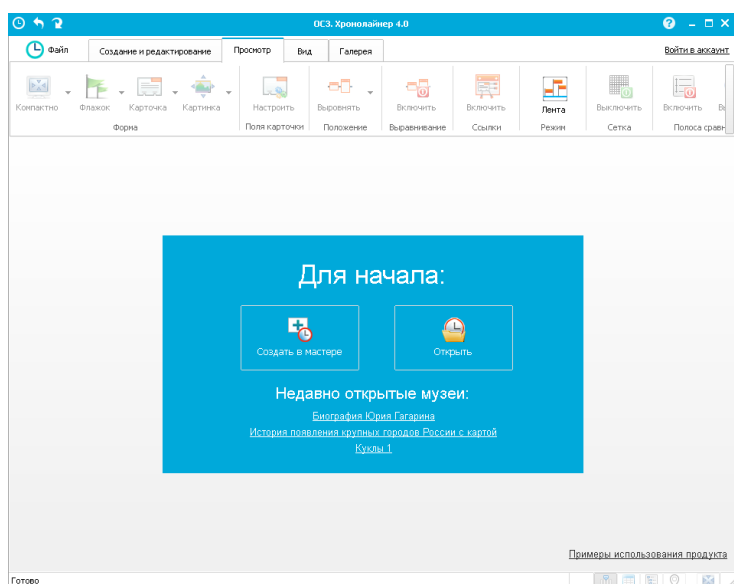 ОС3. Хронолайнер 4.0
Файл
Создание и редактирование
Просмотр
Вид
Галерея
Войти в аккаунт
Компактно
Флажок
Карточка
Картинка
Настроить
Выровнять
Включить
Включить
Лента
Выключить
Включить
Форма
Поля карточки
Положение
Выравнивание
Ссылки
Режим
Сетка
Полоса сравн
Для начала:
Создать в мастере
Открыть
Недавно открытые музеи:
Биография Юрия Гагарина
История появления крупных городов России с картой
Куклы 1
Примеры использования продукта
Готово